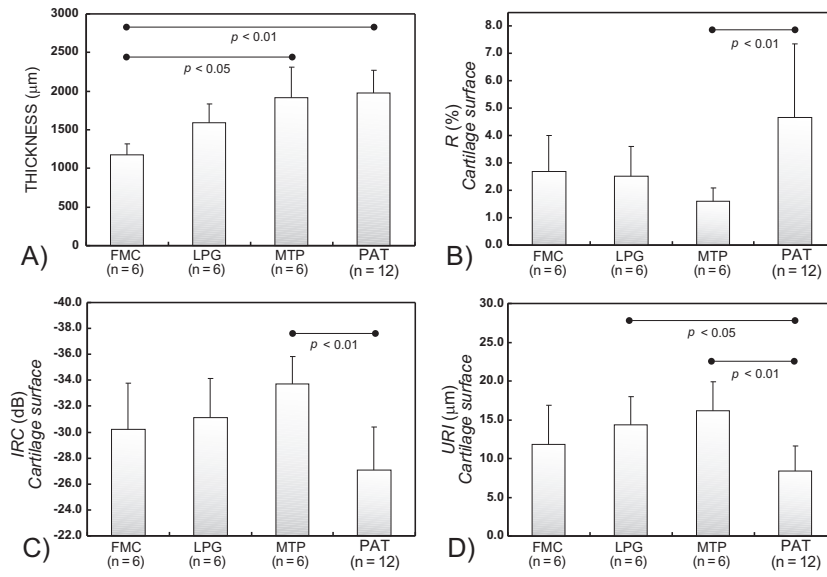 3000
2500
2000
1500
1000
500
0
THICKNESS (μm)
p < 0.01
p < 0.05
FMC
(n = 6)
LPG
(n = 6)
MTP
(n = 6)
PAT
(n = 12)
A)
8.0
7.0
6.0
5.0
4.0
3.0
2.0
1.0
0.0
R (%)
Cartilage surface
p < 0.01
FMC
(n = 6)
LPG
(n = 6)
MTP
(n = 6)
PAT
(n = 12)
B)
-40.0
-38.0
-36.0
-34.0
-32.0
-30.0
-28.0
-26.0
-24.0
-22.0
IRC (dB)
Cartilage surface
p < 0.01
FMC
(n = 6)
LPG
(n = 6)
MTP
(n = 6)
PAT
(n = 12)
C)
30.0
25.0
20.0
15.0
10.0
5.0
0.0
URI (μm)
Cartilage surface
p < 0.05
p < 0.01
FMC
(n = 6)
LPG
(n = 6)
MTP
(n = 6)
PAT
(n = 12)
D)